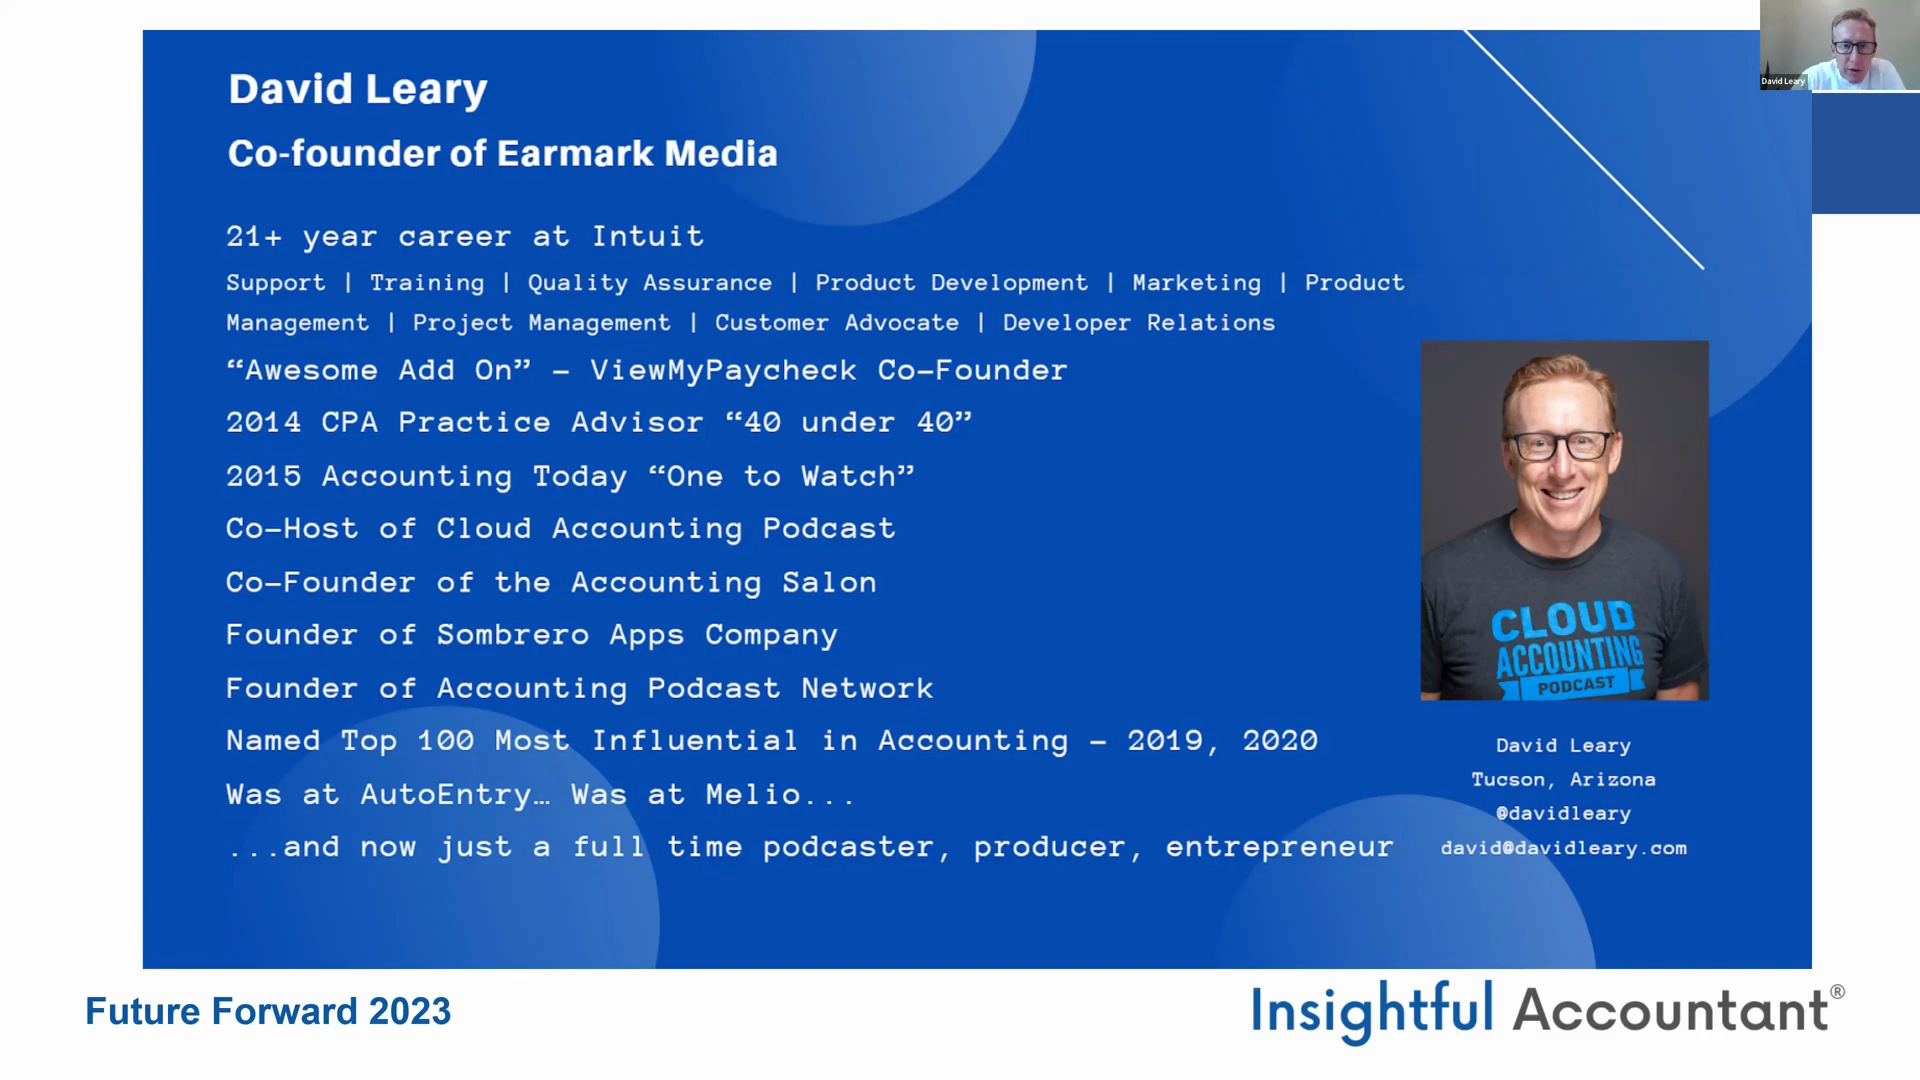 David Leary
Co-founder of Earmark Media
21+ year career at Intuit
Support | Training | Quality Assurance | Product Development | Marketing | Product
Management | Project Management | Customer Advocate | Developer Relations
“Awesome Add On” – ViewMyPaycheck Co–Founder
2014 CPA Practice Advisor “40 under 40”
2015 Accounting Today “One to Watch”
Co–Host of Cloud Accounting Podcast
Co–Founder of the Accounting Salon
Founder of Sombrero Apps Company
Founder of Accounting Podcast Network
Named Top 100 Most Influential in Accounting – 2019, 2020
Was at AutoEntry… Was at Melio...
...and now just a full time podcaster, producer, entrepreneur
David Leary
CLOUD
ACCOUNTING
PODCAST
David Leary
Tucson, Arizona
@davidleary
david@davidleary.com
Future Forward 2023
Insightful Accountant®